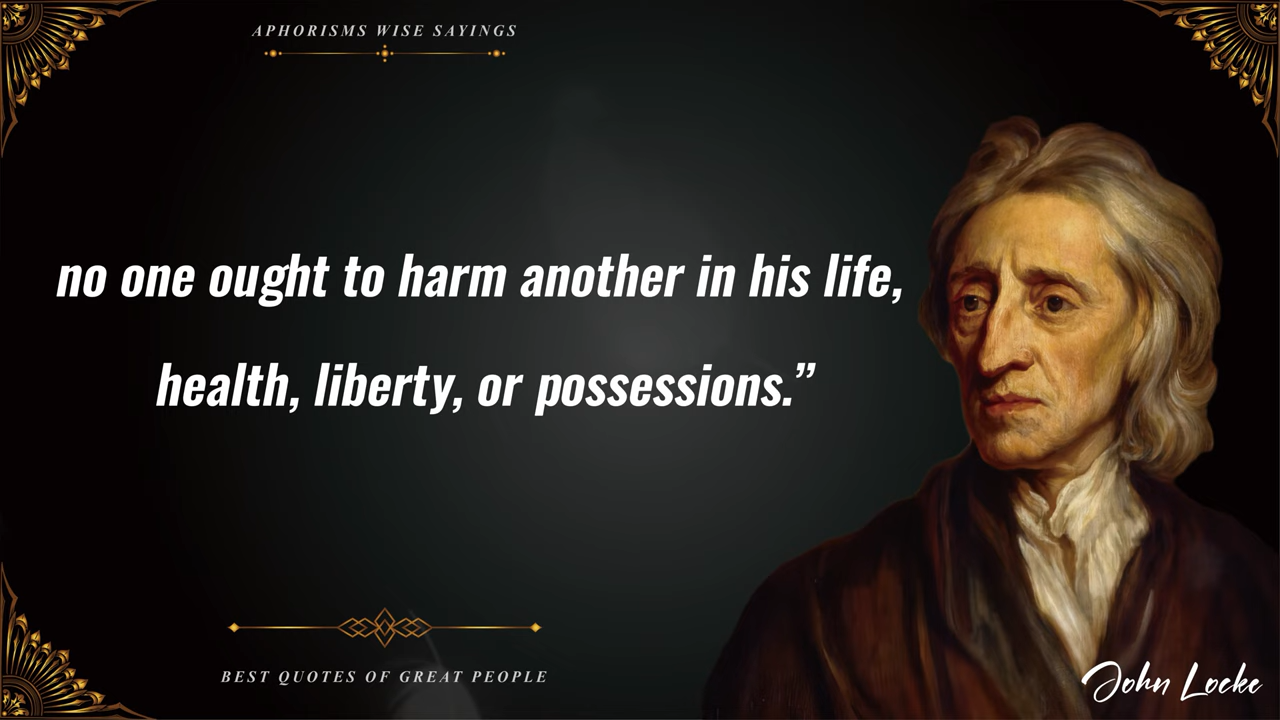 APHORISMS WISE SAYINGS
no one ought to harm another in his life,
health, liberty, or possessions.”
BEST QUOTES OF GREAT PEOPLE
John Locke